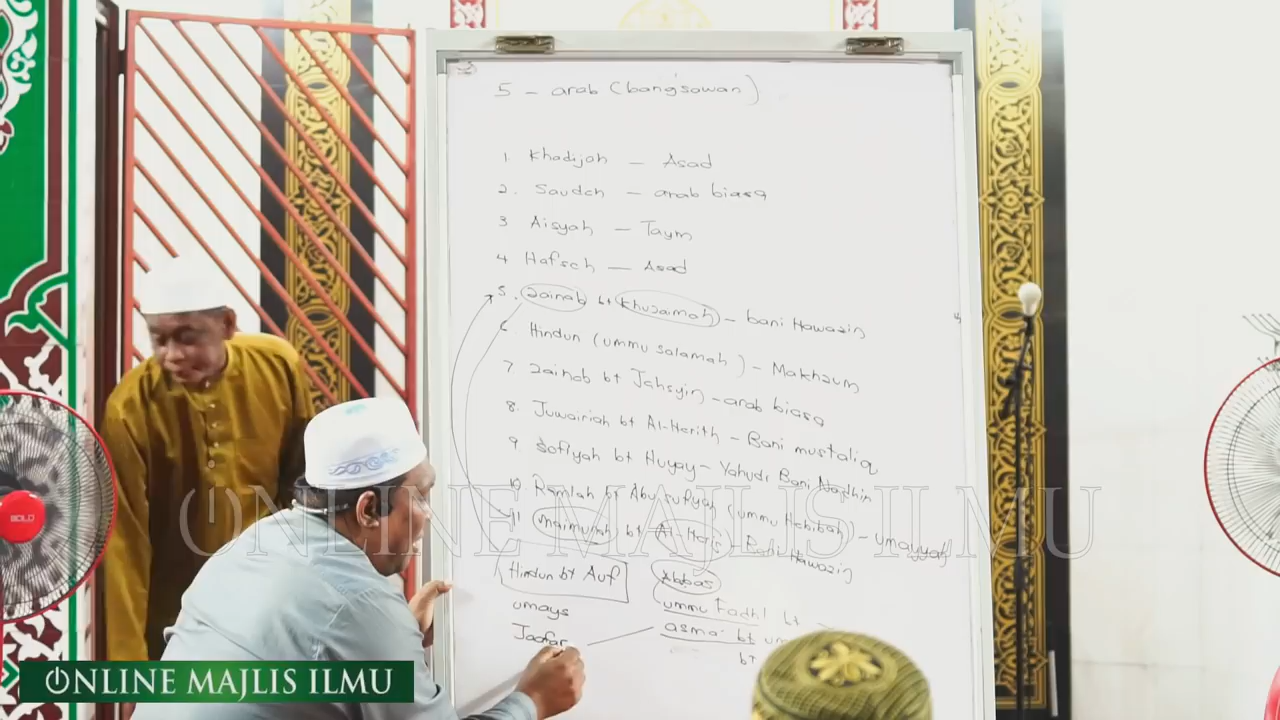 5 - arab (bangsawan)
1. Khadijah - Asad
2. Saudah - arab biasa
3 Aisyah - Taym
4 Hafsah - Asad
5. Zainab bt Khuzaimah - bani Hawazin
6 Hindun (ummu salamah) - Makhzum
7. Zainab bt Jahsyin - arab biasa
8. Juwairiah bt Al-Harith - Bani mustaliq
9 Sofiyah bt Huyay - Yahudi Bani Nadhin
10. Ramlah bt Abu sufyan (ummu Habibah) - umayyah
11 maimunah bt Al-Haris - Bani Hawazin
Hindun bt Auf
Abbas
umays
ummu Fadhl bt
Jaafar
asma' bt um
bt
ONLINE MAJLIS ILMU
ONLINE MAJLIS ILMU